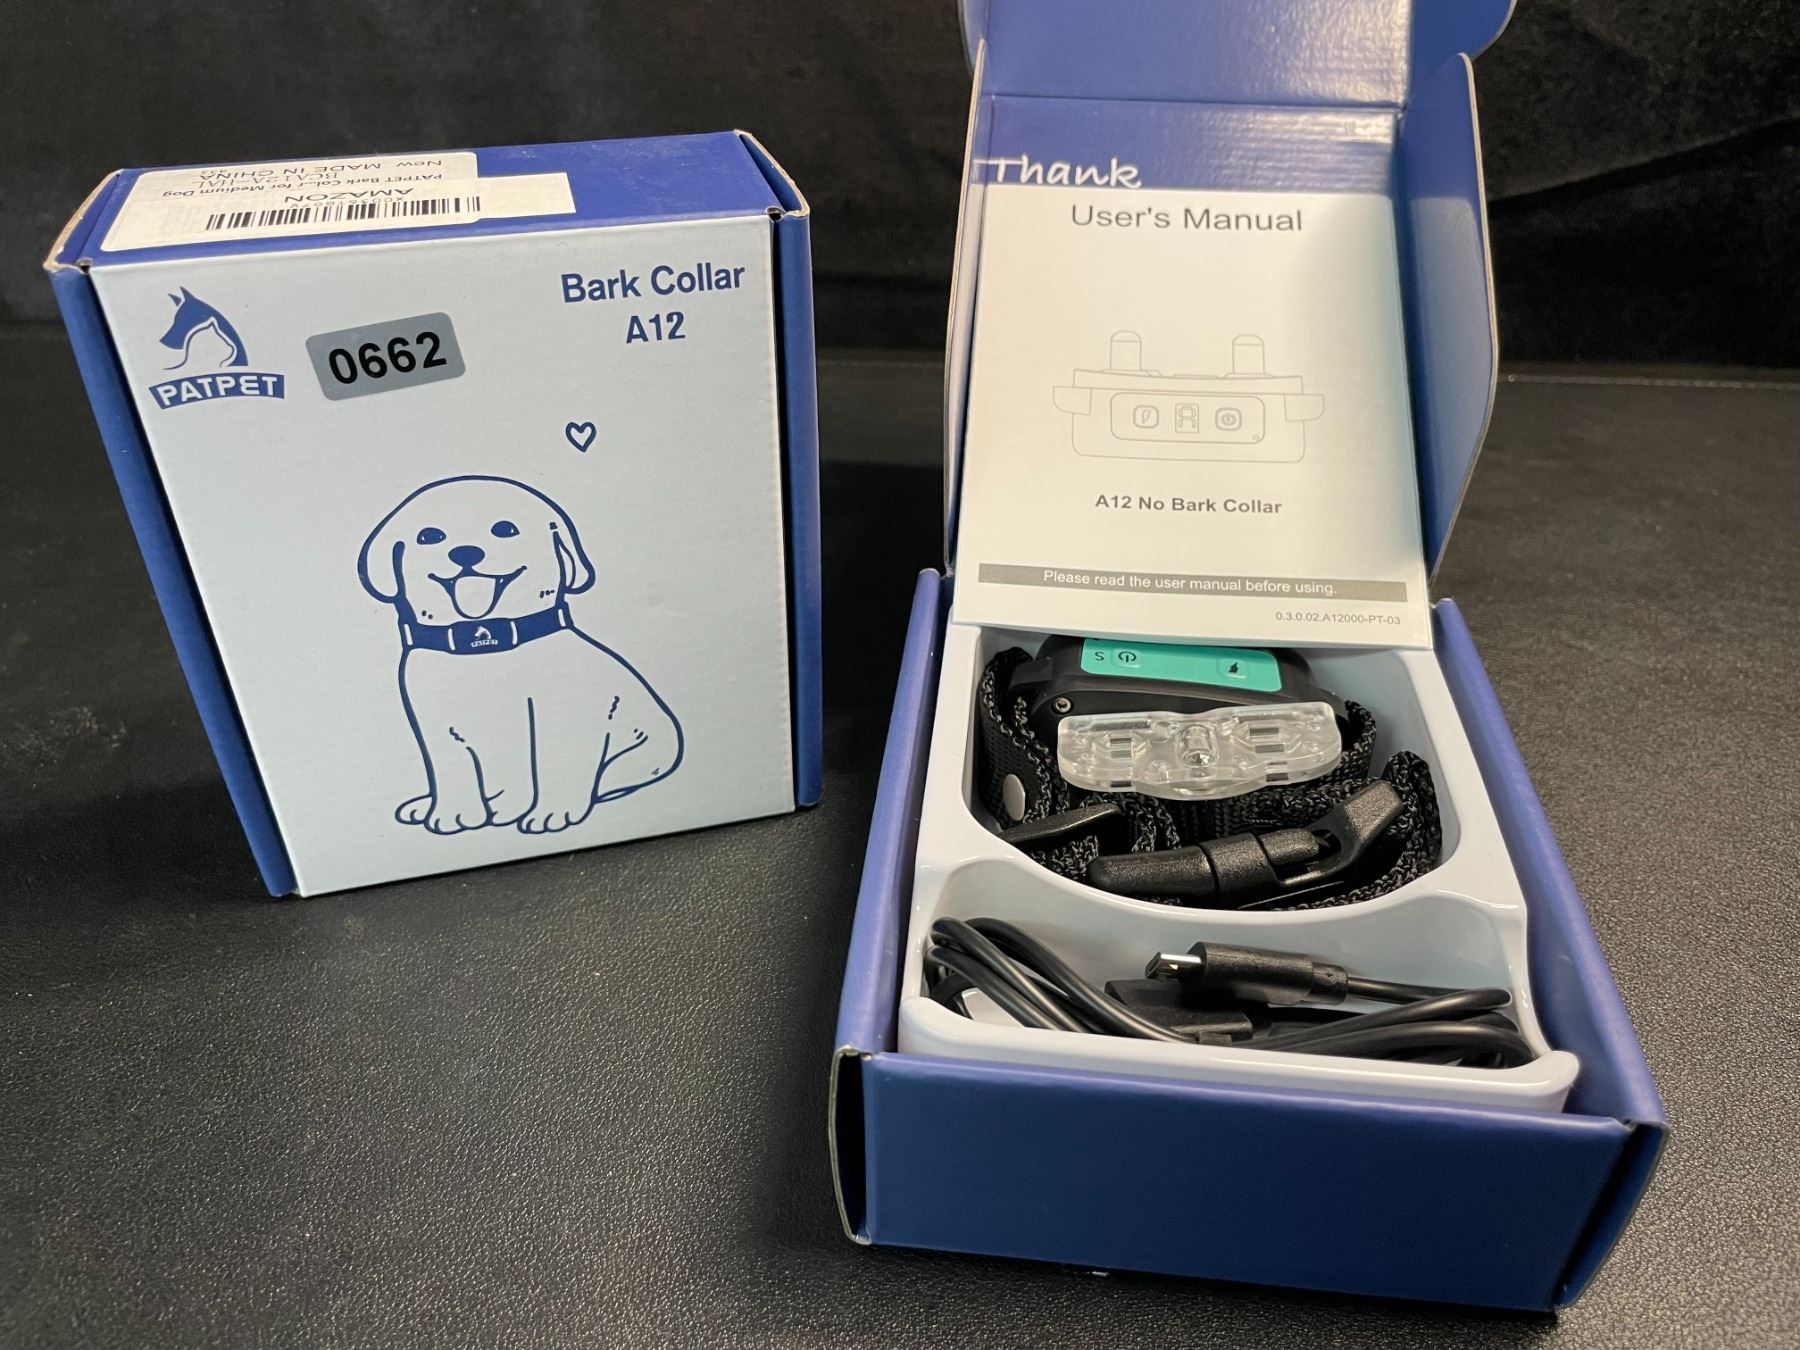 AMAZON
PATPET Bark Col...r for Medium Dog
BCA12A-HAL
New MADE IN CHINA
PATPET
0662
Bark Collar
A12
PATPET
Thank
User's Manual
A12 No Bark Collar
Please read the user manual before using.
0.3.0.02.A12000-PT-03
S